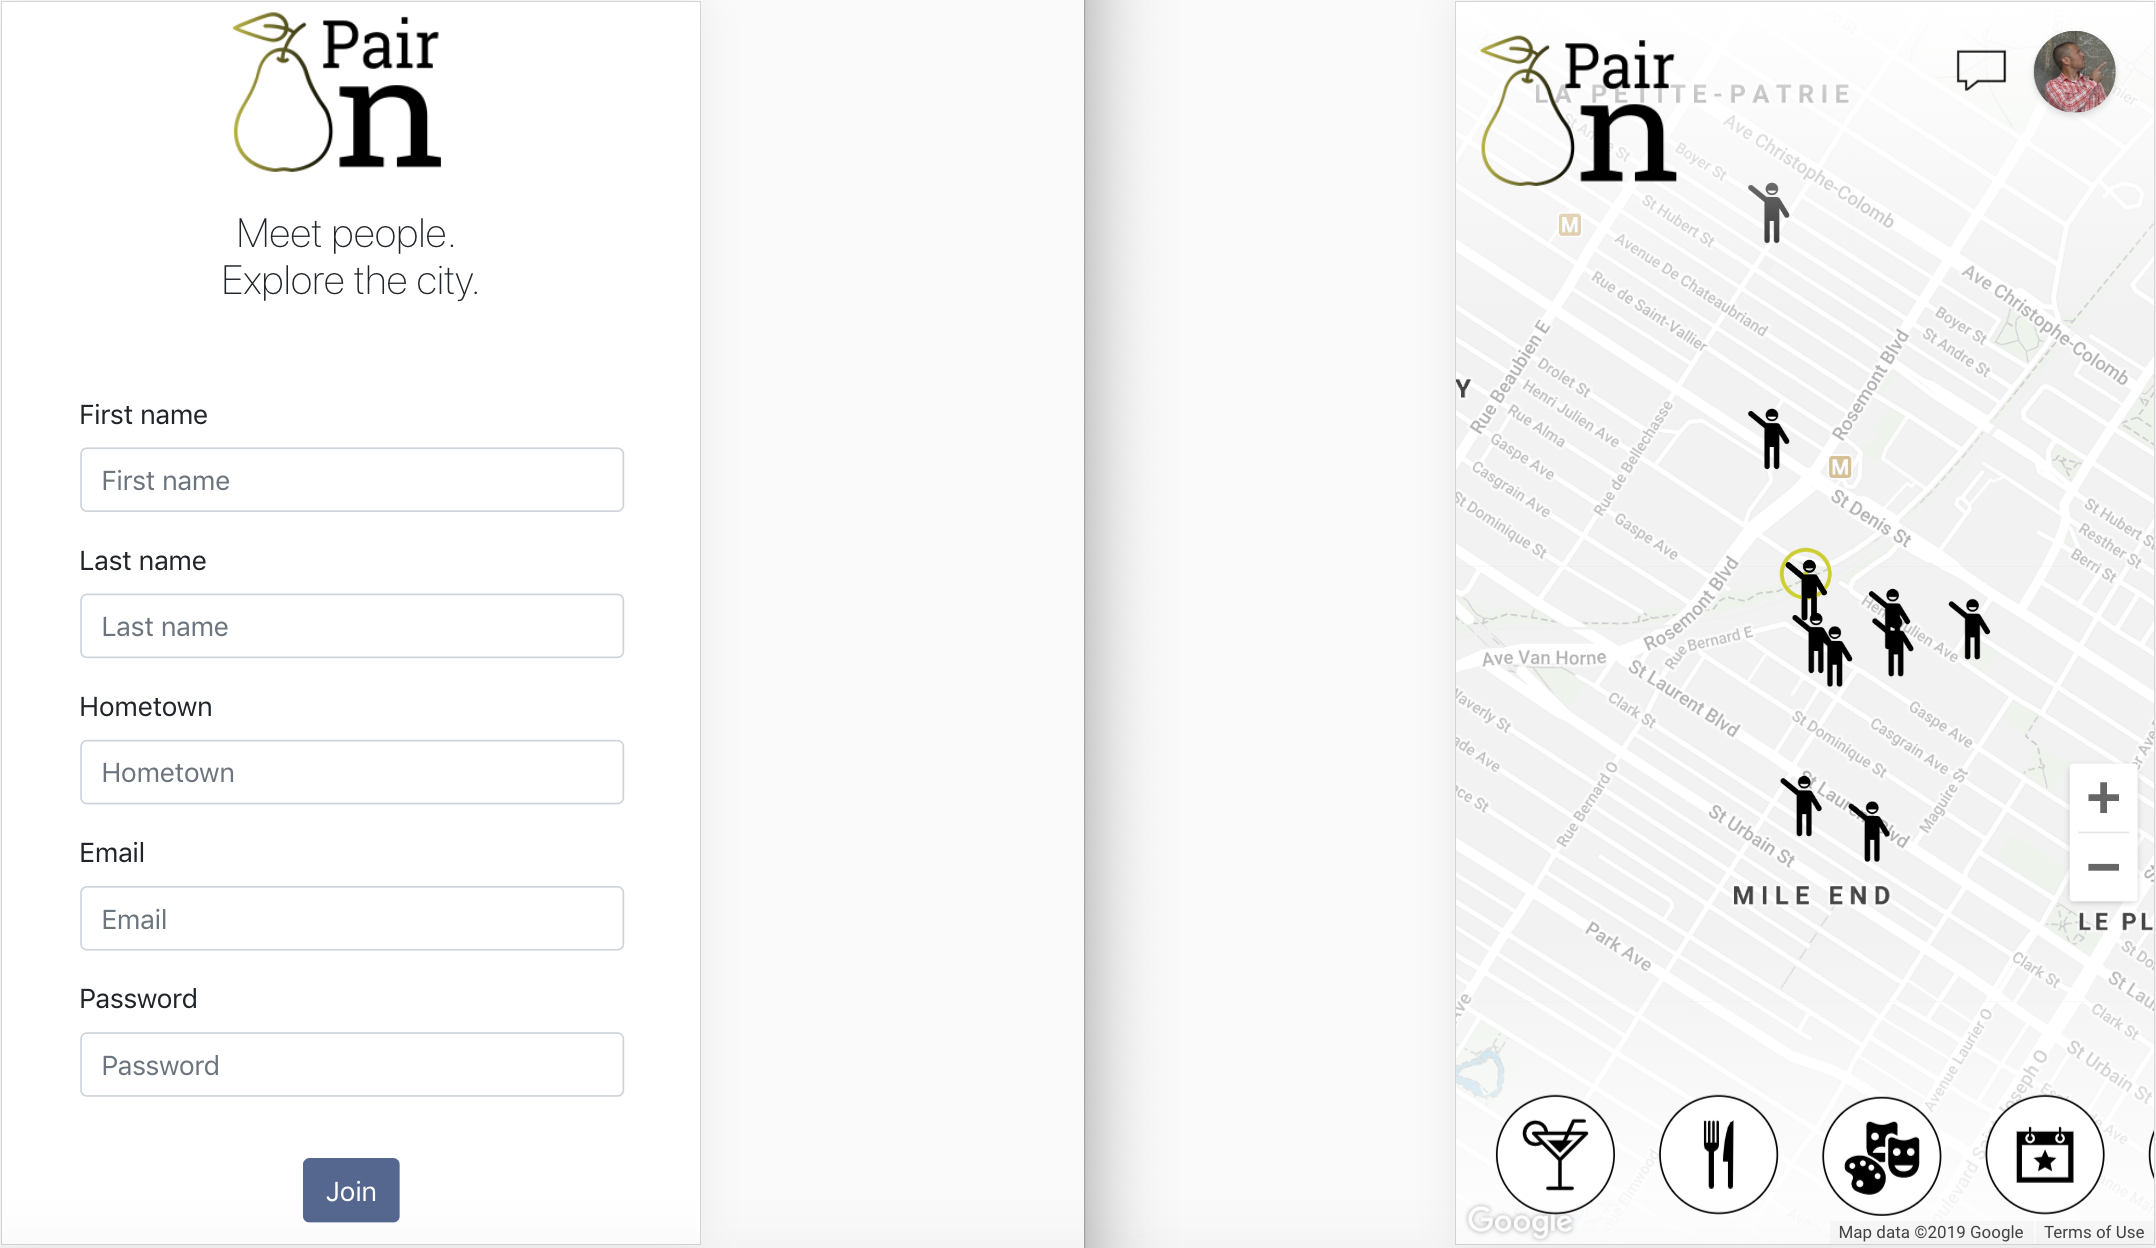 Pair
On
Meet people.
Explore the city.
First name
First name
Last name
Last name
Hometown
Hometown
Email
Email
Password
Password
Join
Pair
On
LA PETITE-PATRIE
Ave Christophe-Colomb
Boyer St
M
St Hubert St
Avenue De Chateaubriand
Rue de Saint-Vallier
Ave Christophe-Colomb
Boyer St
St Andre St
Rue Beaubien E
Rosemont Blvd
Y
Drolet St
Henri Julien Ave
Rue Alma
Gaspe Ave
Casgrain Ave
St Dominique St
Rue de Bellechasse
Gaspe Ave
M
St Denis St
St Hubert S
Resther St
Berri St
Rosemont Blvd
Rue Bernard E
Ave Van Horne
St Laurent Blvd
Clark St
St Dominique St
Gaspe Ave
Casgrain Ave
Maguire St
Rue Bernard O
St Urbain St
MILE END
LE PL
Park Ave
Clark St
St Lau
Clark St
St Urbain St
Avenue Laurier O
oseph O
Google
Map data ©2019 Google
Terms of Use